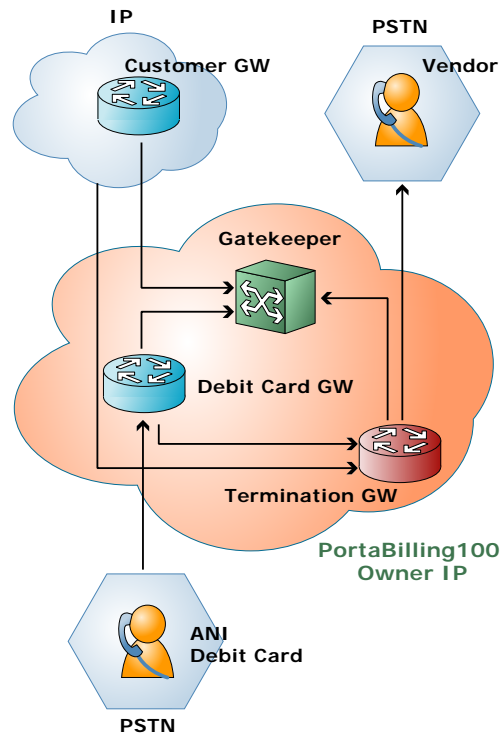 IP
PSTN
Customer GW
Vendor
Gatekeeper
Debit Card GW
Termination GW
PortaBilling100
Owner IP
ANI
Debit Card
PSTN